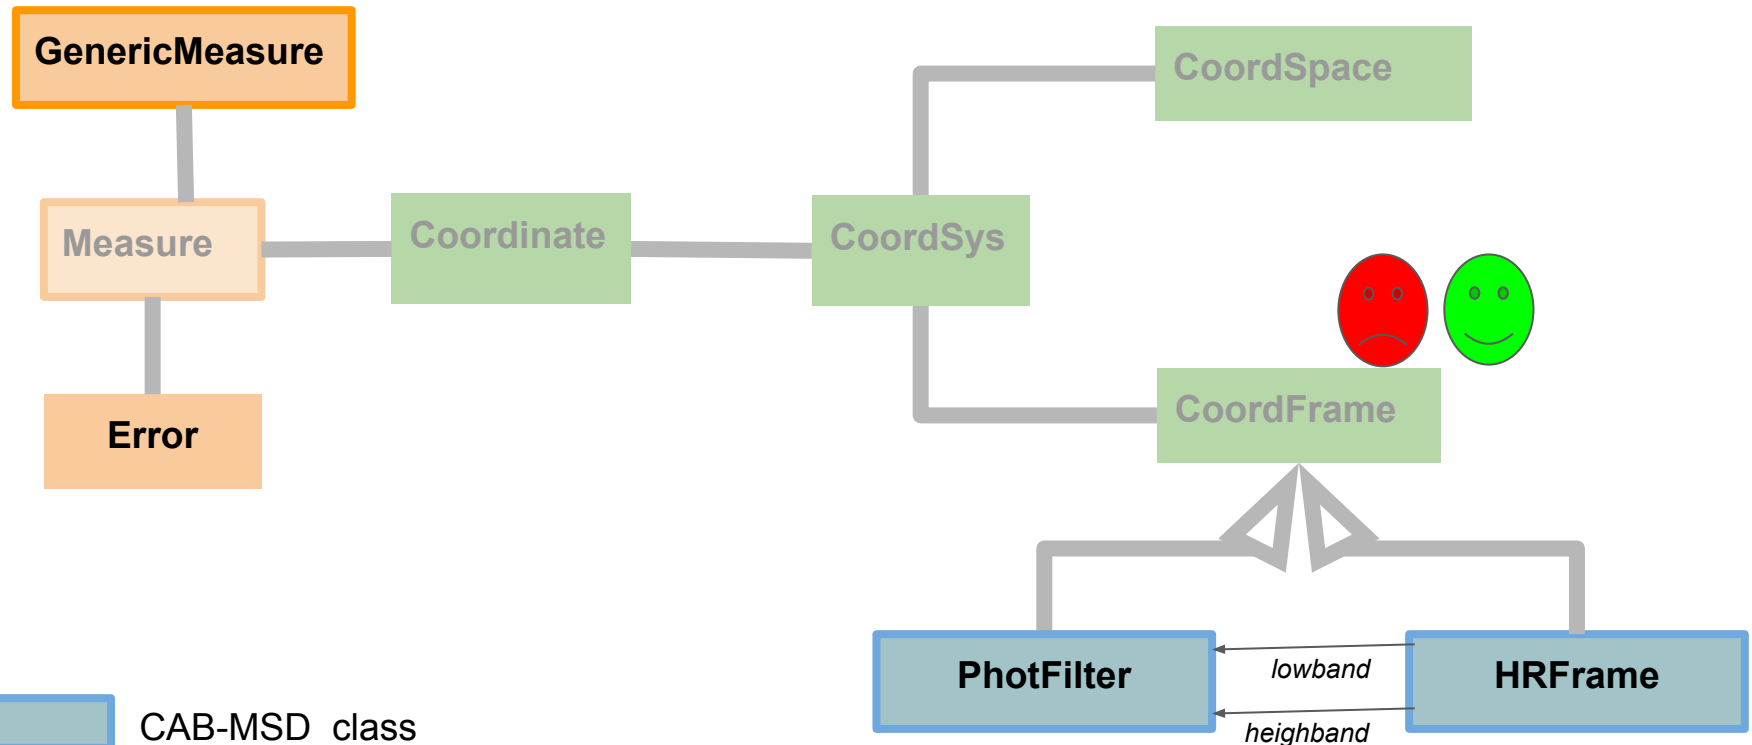 GenericMeasure
CoordSpace
Measure
Coordinate
CoordSys
CoordFrame
Error
PhotFilter
lowband
HRFrame
heighband
CAB-MSD class